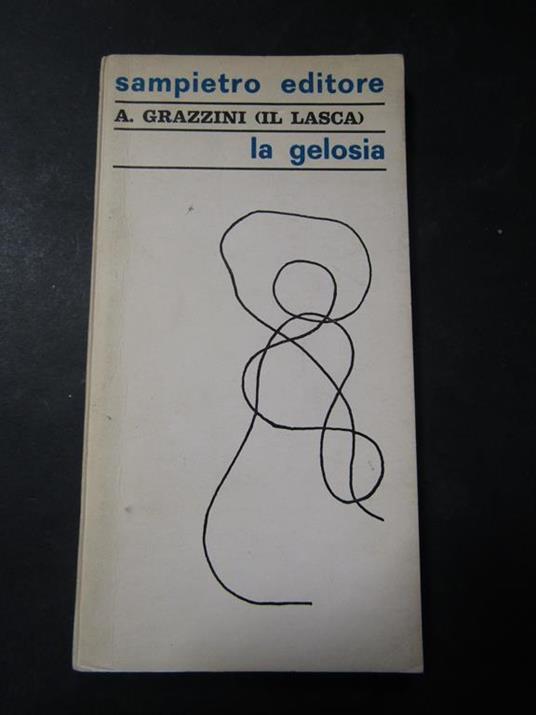 sampietro editore
A. GRAZZINI (IL LASCA)
la gelosia